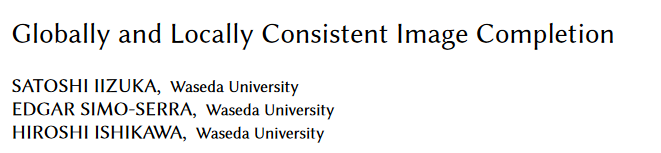 Globally and Locally Consistent Image Completion
SATOSHI IIZUKA, Waseda University
EDGAR SIMO-SERRA, Waseda University
HIROSHI ISHIKAWA, Waseda University